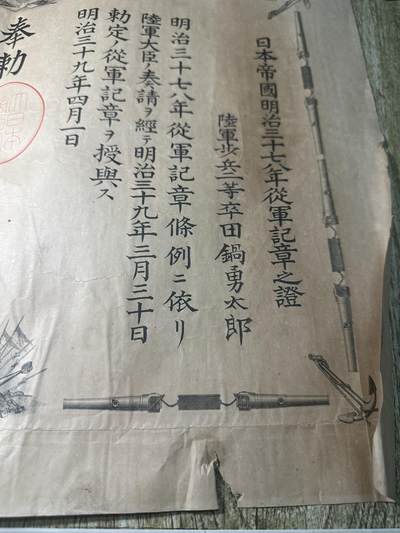 日本帝國明治三十七八年從軍記章之證
陸軍步兵二等卒田鍋勇太郎
明治三十七八年從軍記章條例ニ依リ
陸軍大臣ノ奏請ヲ經テ明治三十九年三月三十日
勅定ノ從軍記章ヲ授與ス
明治三十九年四月一日
奉勅